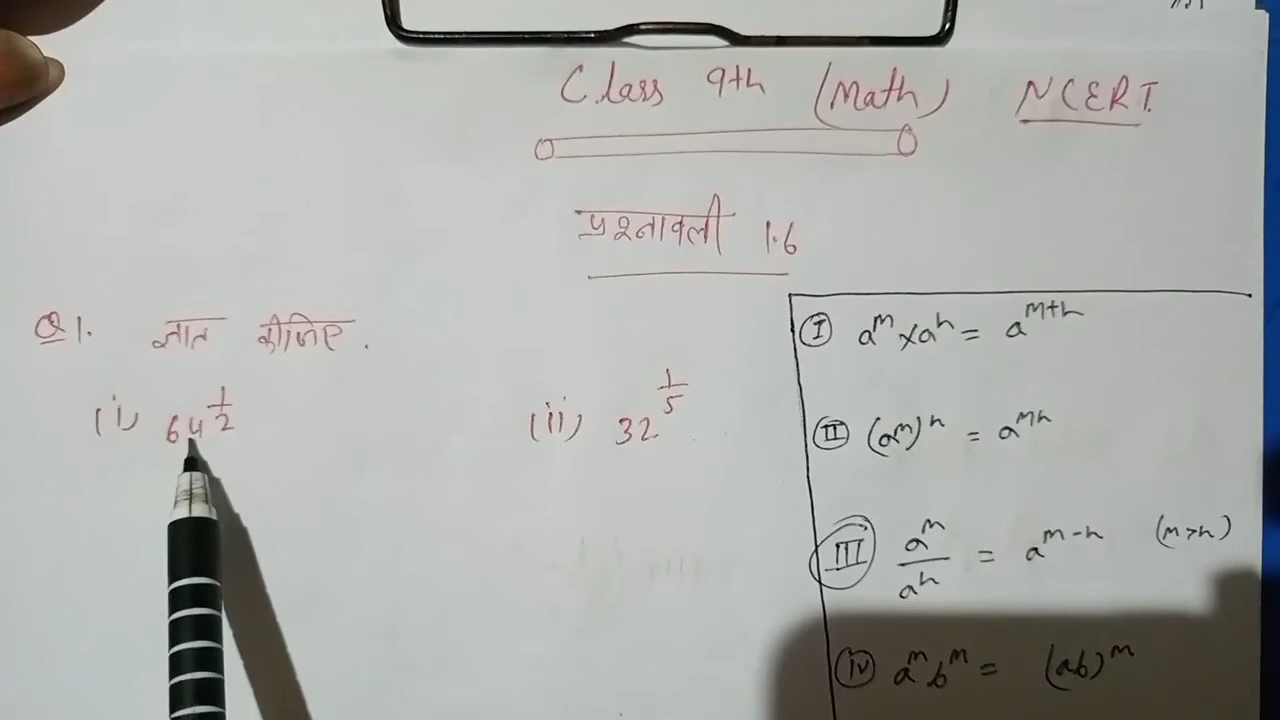 Class 9th (Math) NCERT.
प्रश्नावली 1.6
Q1. ज्ञात कीजिए.
(i) 64^{1/2} (ii) 32^{1/5}
(I) a^m × a^n = a^{m+n}
(II) (a^m)^n = a^{mn}
(III) a^m / a^n = a^{m-n} (m>n)
(IV) a^m b^m = (ab)^m